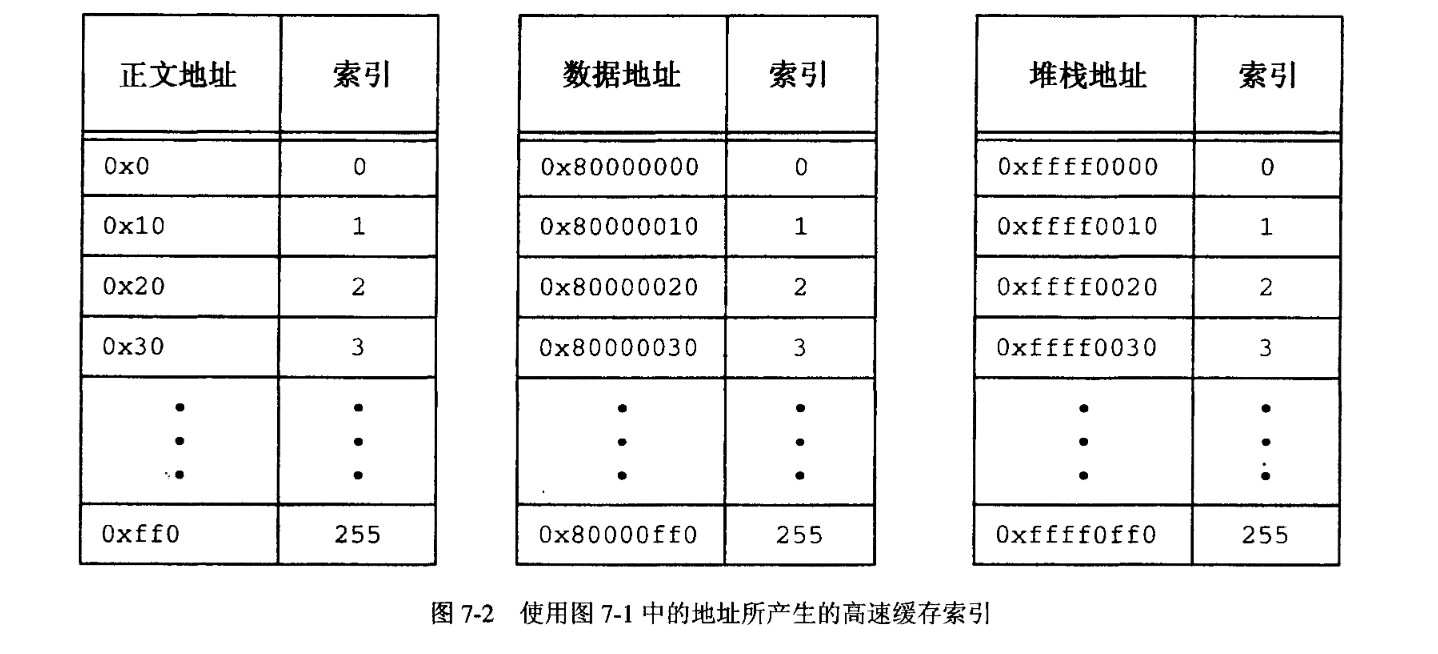 正文地址 索引 数据地址 索引 堆栈地址 索引
0x0 0 0x80000000 0 0xffff0000 0
0x10 1 0x80000010 1 0xffff0010 1
0x20 2 0x80000020 2 0xffff0020 2
0x30 3 0x80000030 3 0xffff0030 3
0xff0 255 0x80000ff0 255 0xffff0ff0 255
图 7-2 使用图 7-1 中的地址所产生的高速缓存索引